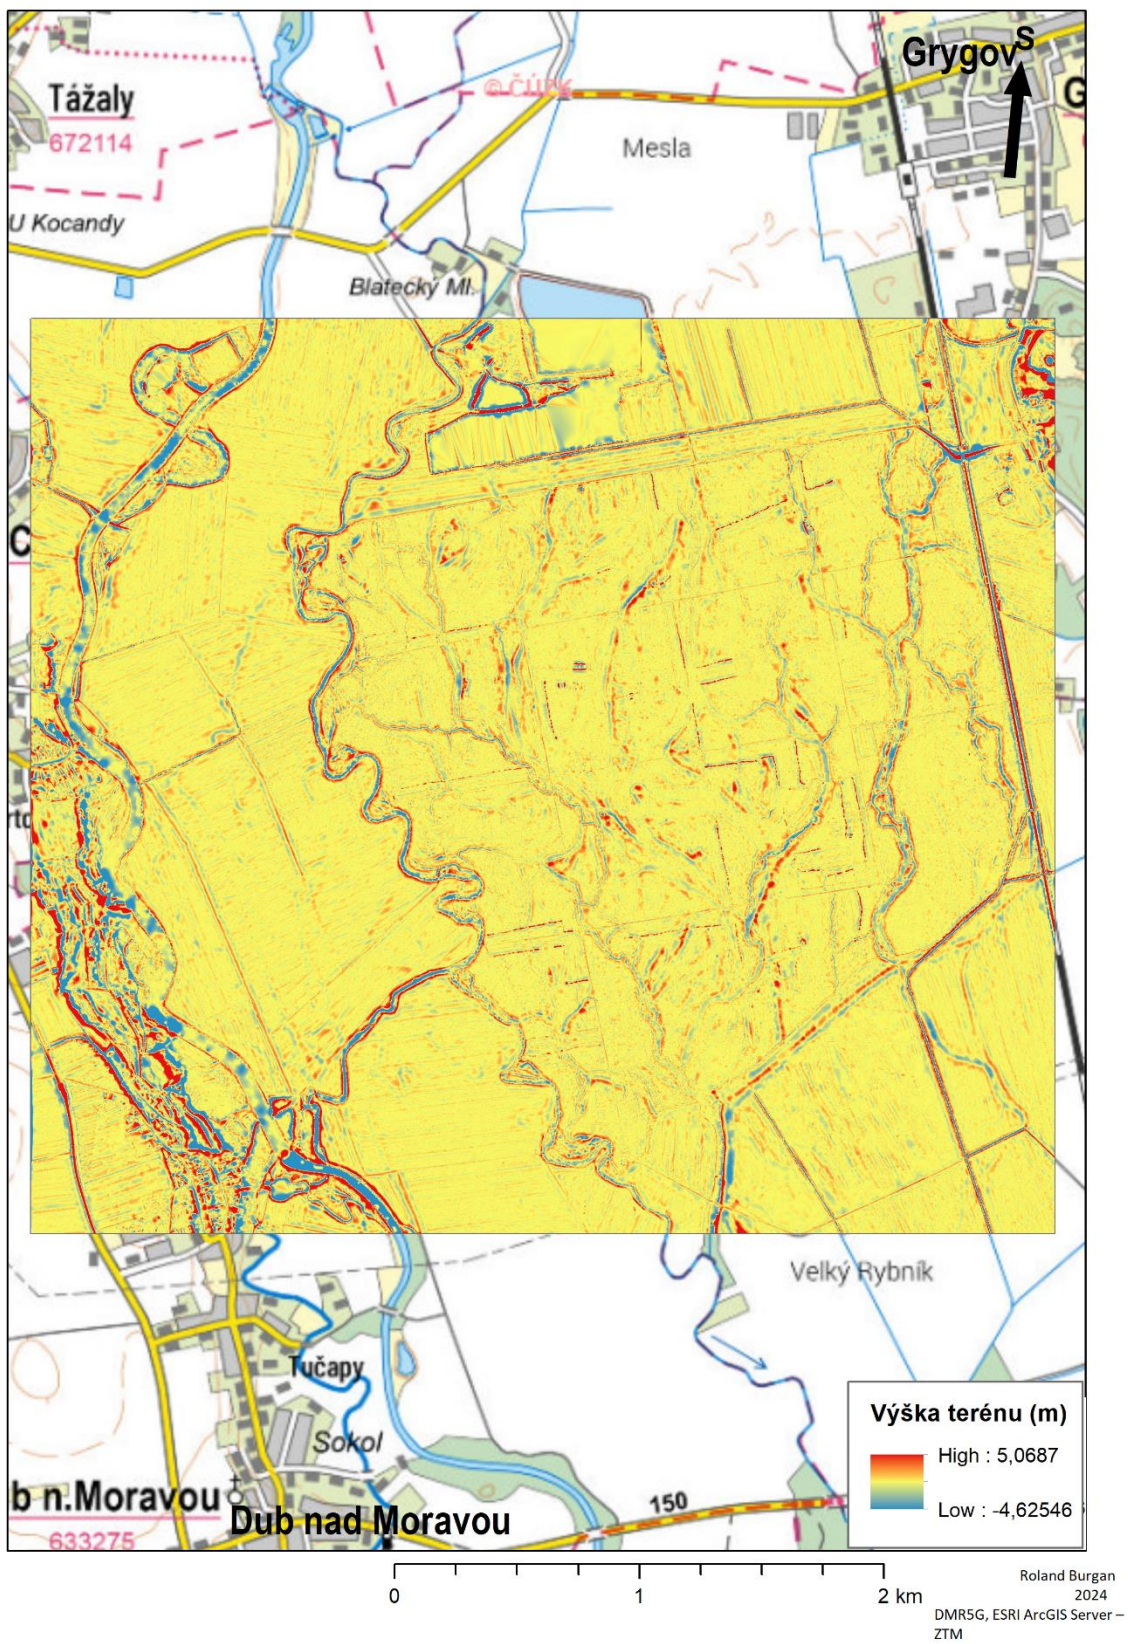 Grygov
S
G
© ČÚZK
Tážaly
672114
Mesla
U Kocandy
Blatecký Ml.
C
Velký Rybník
Tučapy
Sokol
b n.Moravou
633275
Dub nad Moravou
150
Výška terénu (m)
High : 5,0687
Low : -4,62546
0 1 2 km
Roland Burgan
2024
DMR5G, ESRI ArcGIS Server –
ZTM